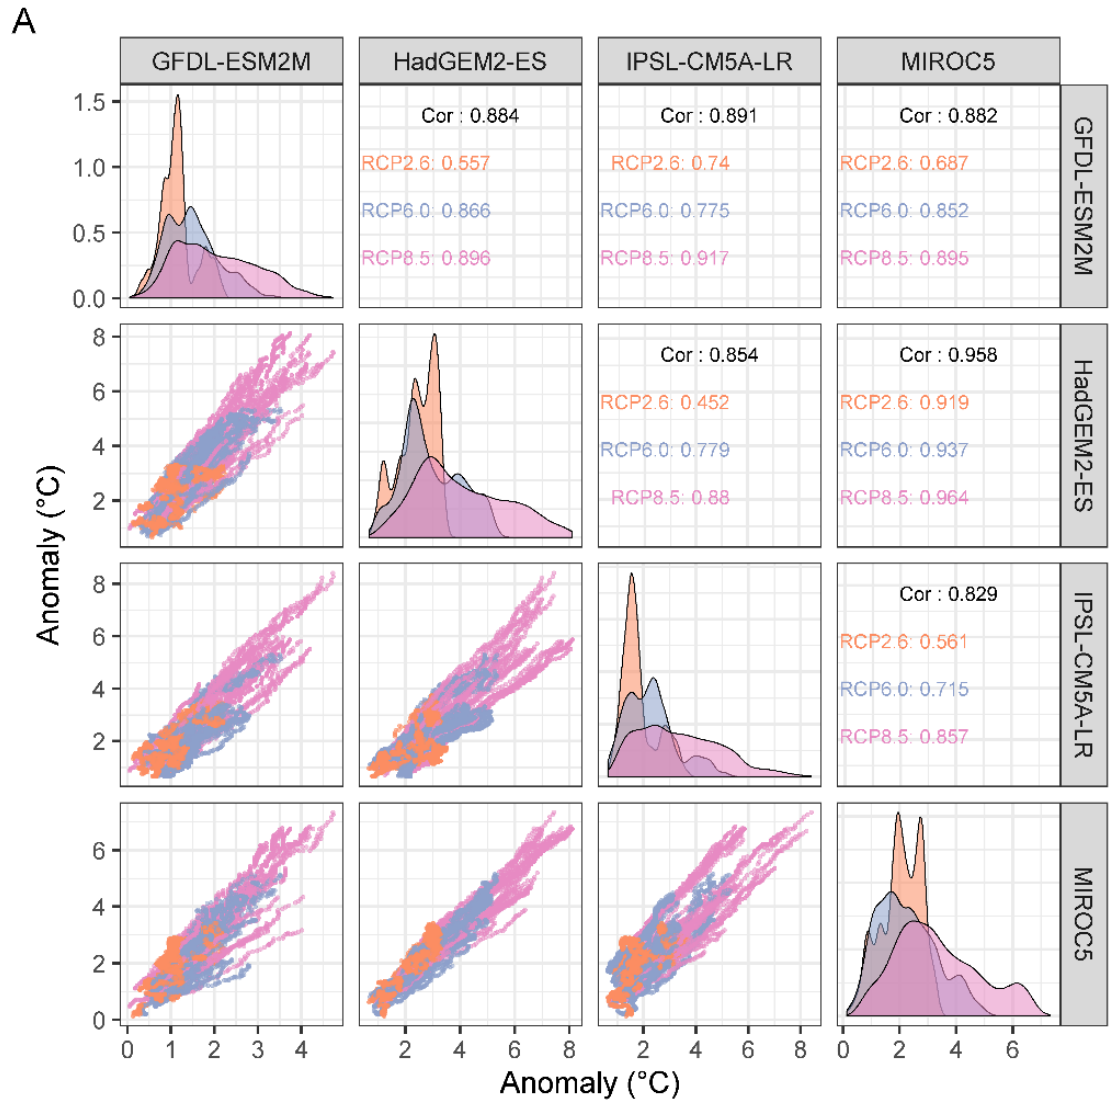 A
GFDL-ESM2M
HadGEM2-ES
IPSL-CM5A-LR
MIROC5
1.5
1.0
0.5
0.0
Cor : 0.884
RCP2.6: 0.557
RCP6.0: 0.866
RCP8.5: 0.896
Cor : 0.891
RCP2.6: 0.74
RCP6.0: 0.775
RCP8.5: 0.917
Cor : 0.882
RCP2.6: 0.687
RCP6.0: 0.852
RCP8.5: 0.895
GFDL-ESM2M
8
6
4
2
Cor : 0.854
RCP2.6: 0.452
RCP6.0: 0.779
RCP8.5: 0.88
Cor : 0.958
RCP2.6: 0.919
RCP6.0: 0.937
RCP8.5: 0.964
HadGEM2-ES
Anomaly (°C)
8
6
4
2
Cor : 0.829
RCP2.6: 0.561
RCP6.0: 0.715
RCP8.5: 0.857
IPSL-CM5A-LR
6
4
2
0
MIROC5
0 1 2 3 4
2 4 6 8
2 4 6 8
0 2 4 6
Anomaly (°C)